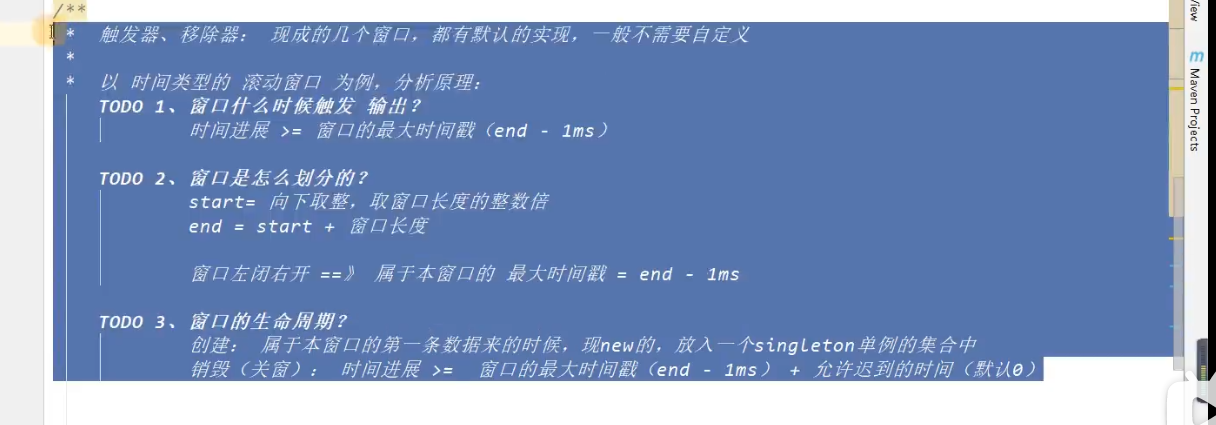 /**
* 触发器、移除器： 现成的几个窗口，都有默认的实现，一般不需要自定义
*
* 以 时间类型的 滚动窗口 为例，分析原理：
TODO 1、窗口什么时候触发 输出？
时间进展 >= 窗口的最大时间戳（end - 1ms）
TODO 2、窗口是怎么划分的？
start= 向下取整，取窗口长度的整数倍
end = start + 窗口长度
窗口左闭右开 ==》 属于本窗口的 最大时间戳 = end - 1ms
TODO 3、窗口的生命周期？
创建： 属于本窗口的第一条数据来的时候，现new的，放入一个singleton单例的集合中
销毁（关窗）： 时间进展 >= 窗口的最大时间戳（end - 1ms） + 允许迟到的时间（默认0）
View
m Maven Projects